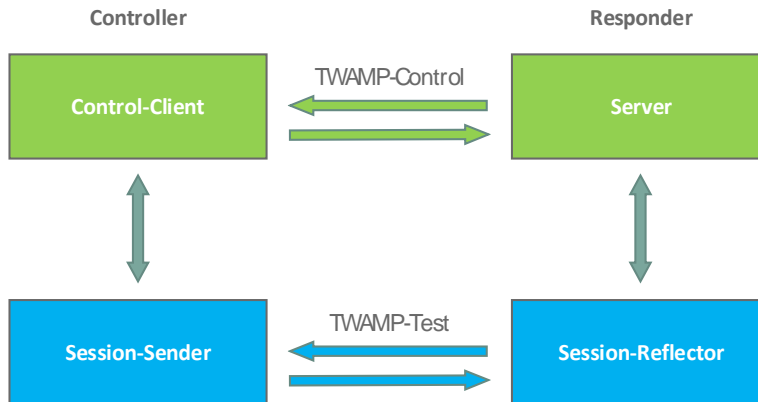 Controller
Responder
TWAMP-Control
Control-Client
Server
TWAMP-Test
Session-Sender
Session-Reflector